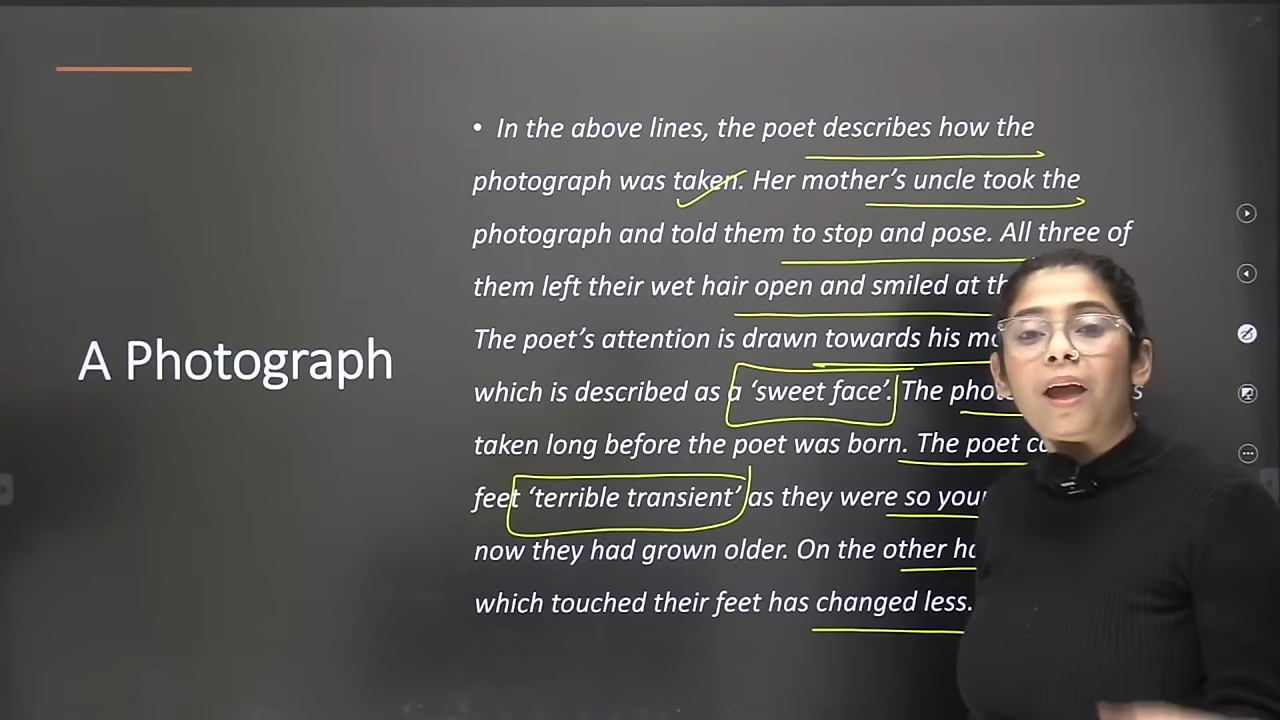 A Photograph
• In the above lines, the poet describes how the
photograph was taken. Her mother’s uncle took the
photograph and told them to stop and pose. All three of
them left their wet hair open and smiled at
The poet’s attention is drawn towards his
which is described as a ‘sweet face’. The
taken long before the poet was born. The poet
feet ‘terrible transient’ as they were so
now they had grown older. On the other
which touched their feet has changed less.